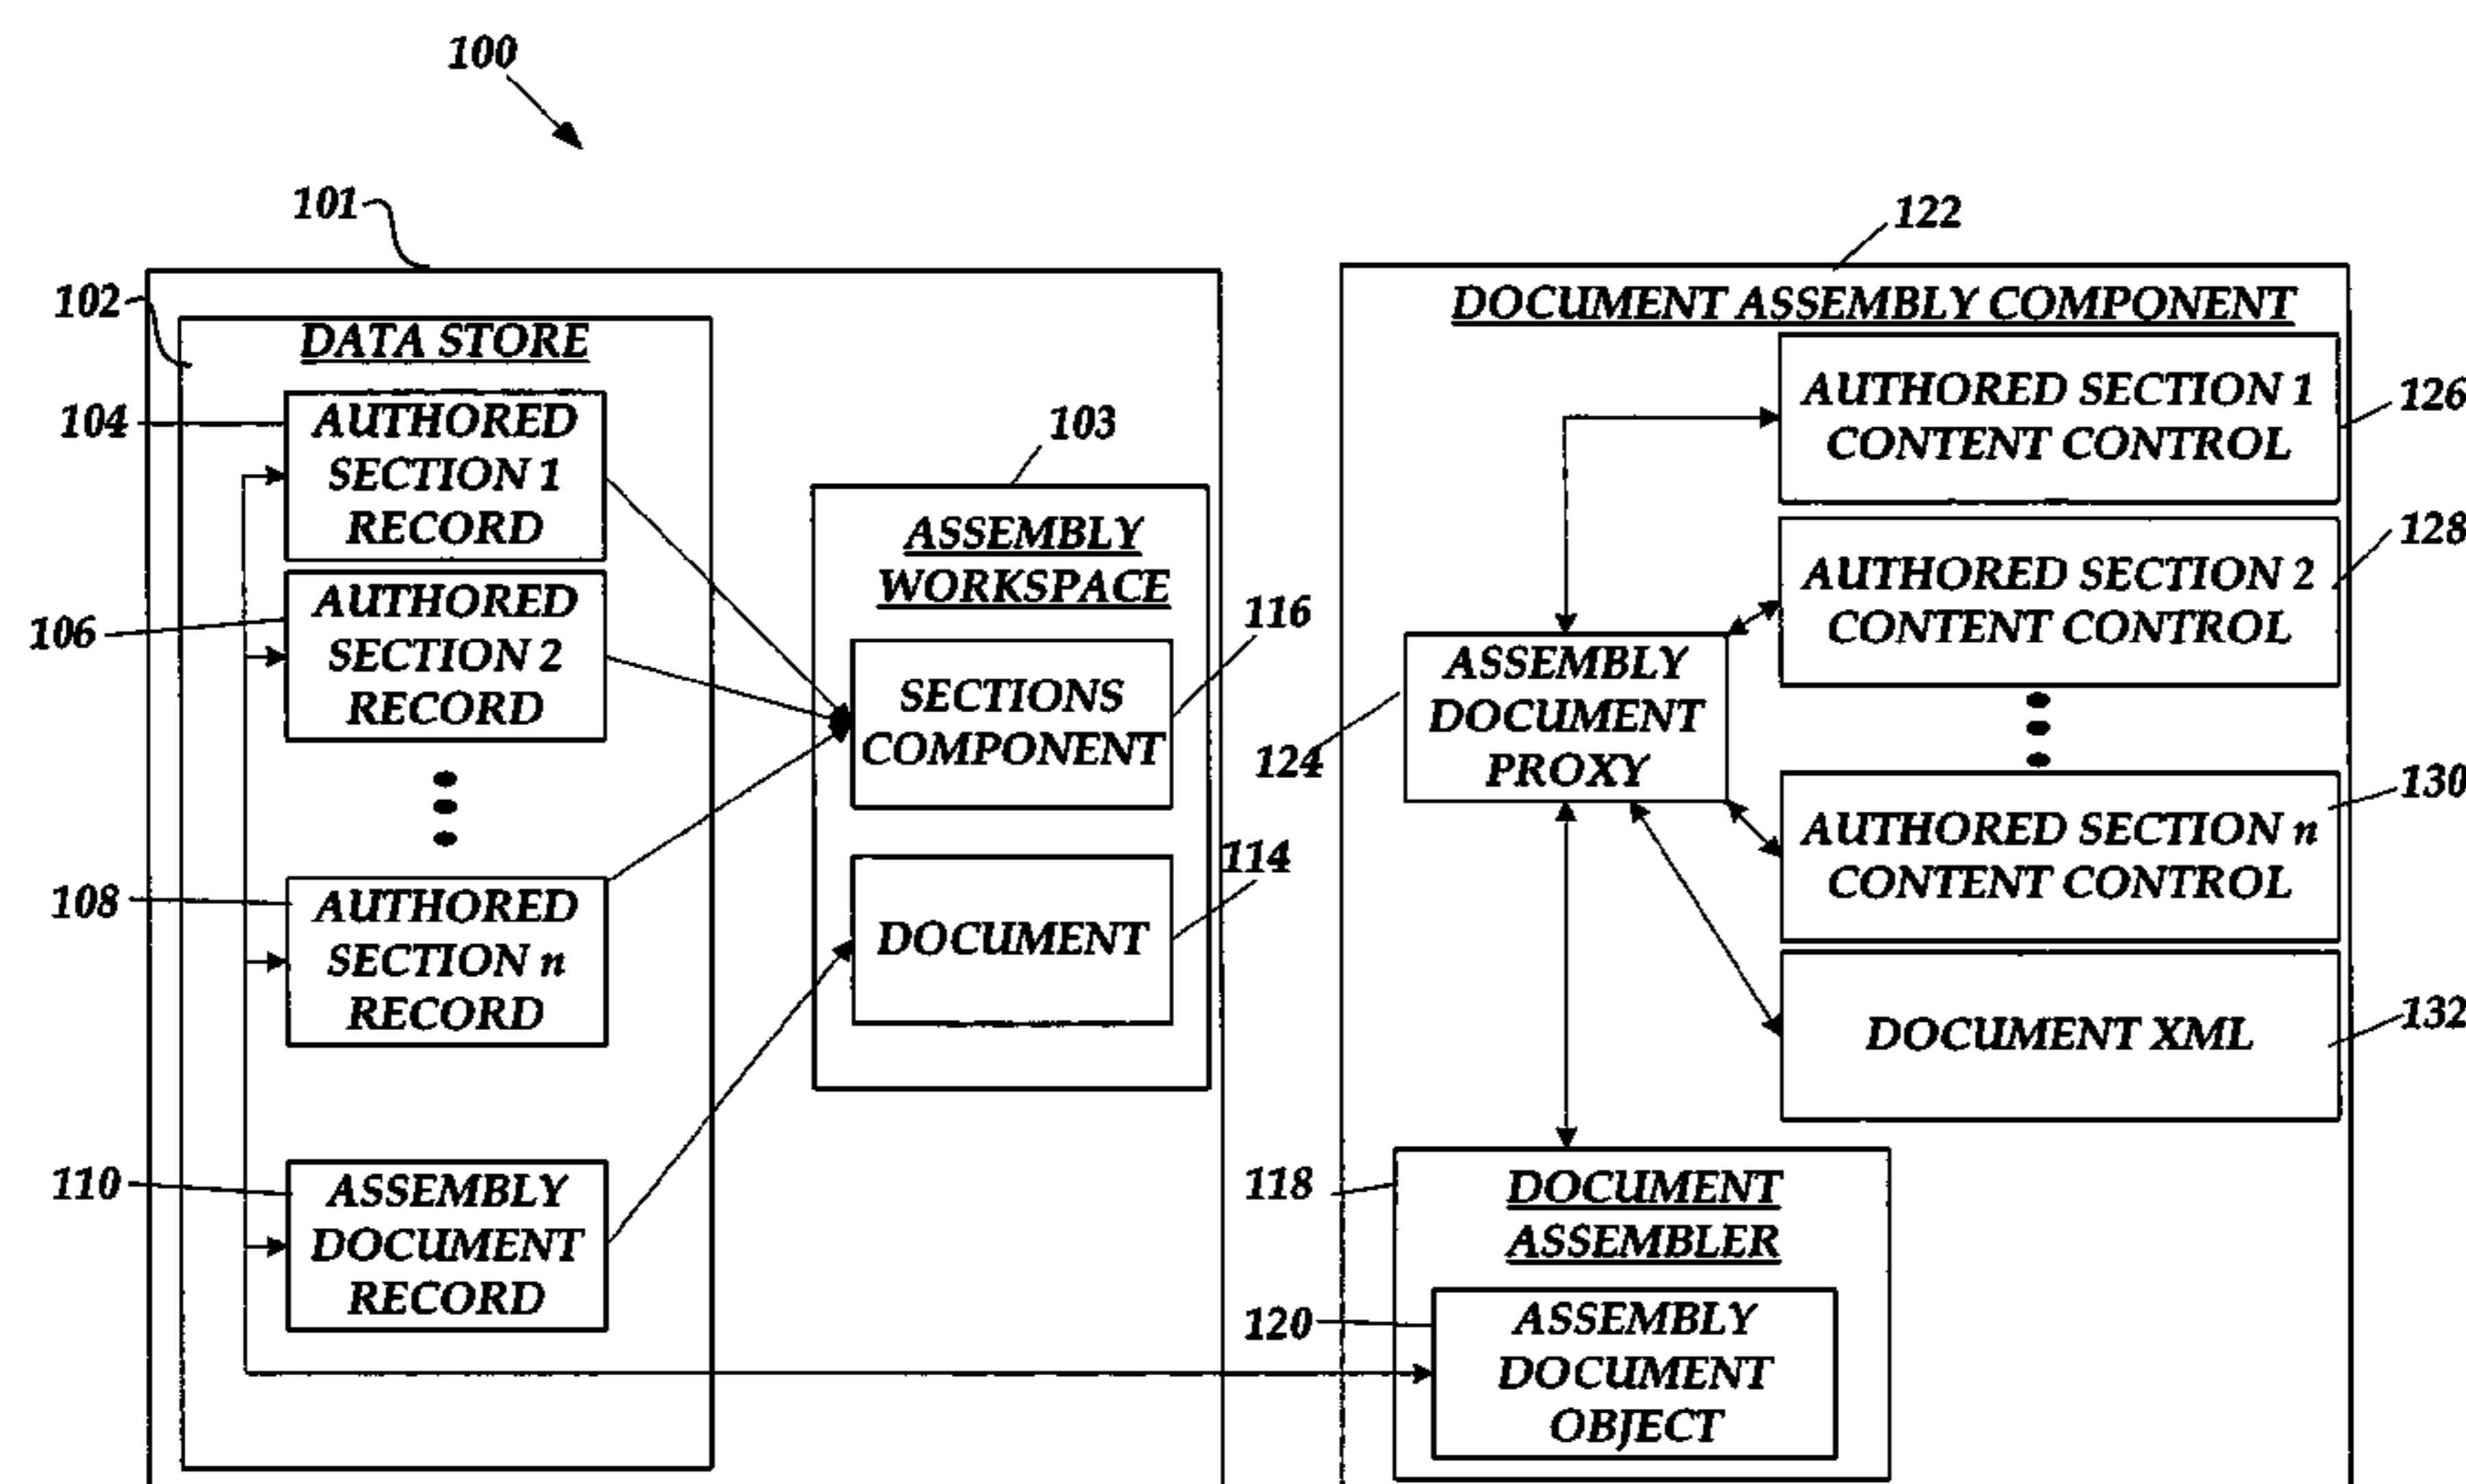 100
101
102
DATA STORE
104
AUTHORED
SECTION 1
RECORD
106
AUTHORED
SECTION 2
RECORD
108
AUTHORED
SECTION n
RECORD
110
ASSEMBLY
DOCUMENT
RECORD
103
ASSEMBLY
WORKSPACE
116
SECTIONS
COMPONENT
114
DOCUMENT
122
DOCUMENT ASSEMBLY COMPONENT
AUTHORED SECTION 1
CONTENT CONTROL
126
AUTHORED SECTION 2
CONTENT CONTROL
128
ASSEMBLY
DOCUMENT
PROXY
124
AUTHORED SECTION n
CONTENT CONTROL
130
DOCUMENT XML
132
118
DOCUMENT
ASSEMBLER
120
ASSEMBLY
DOCUMENT
OBJECT